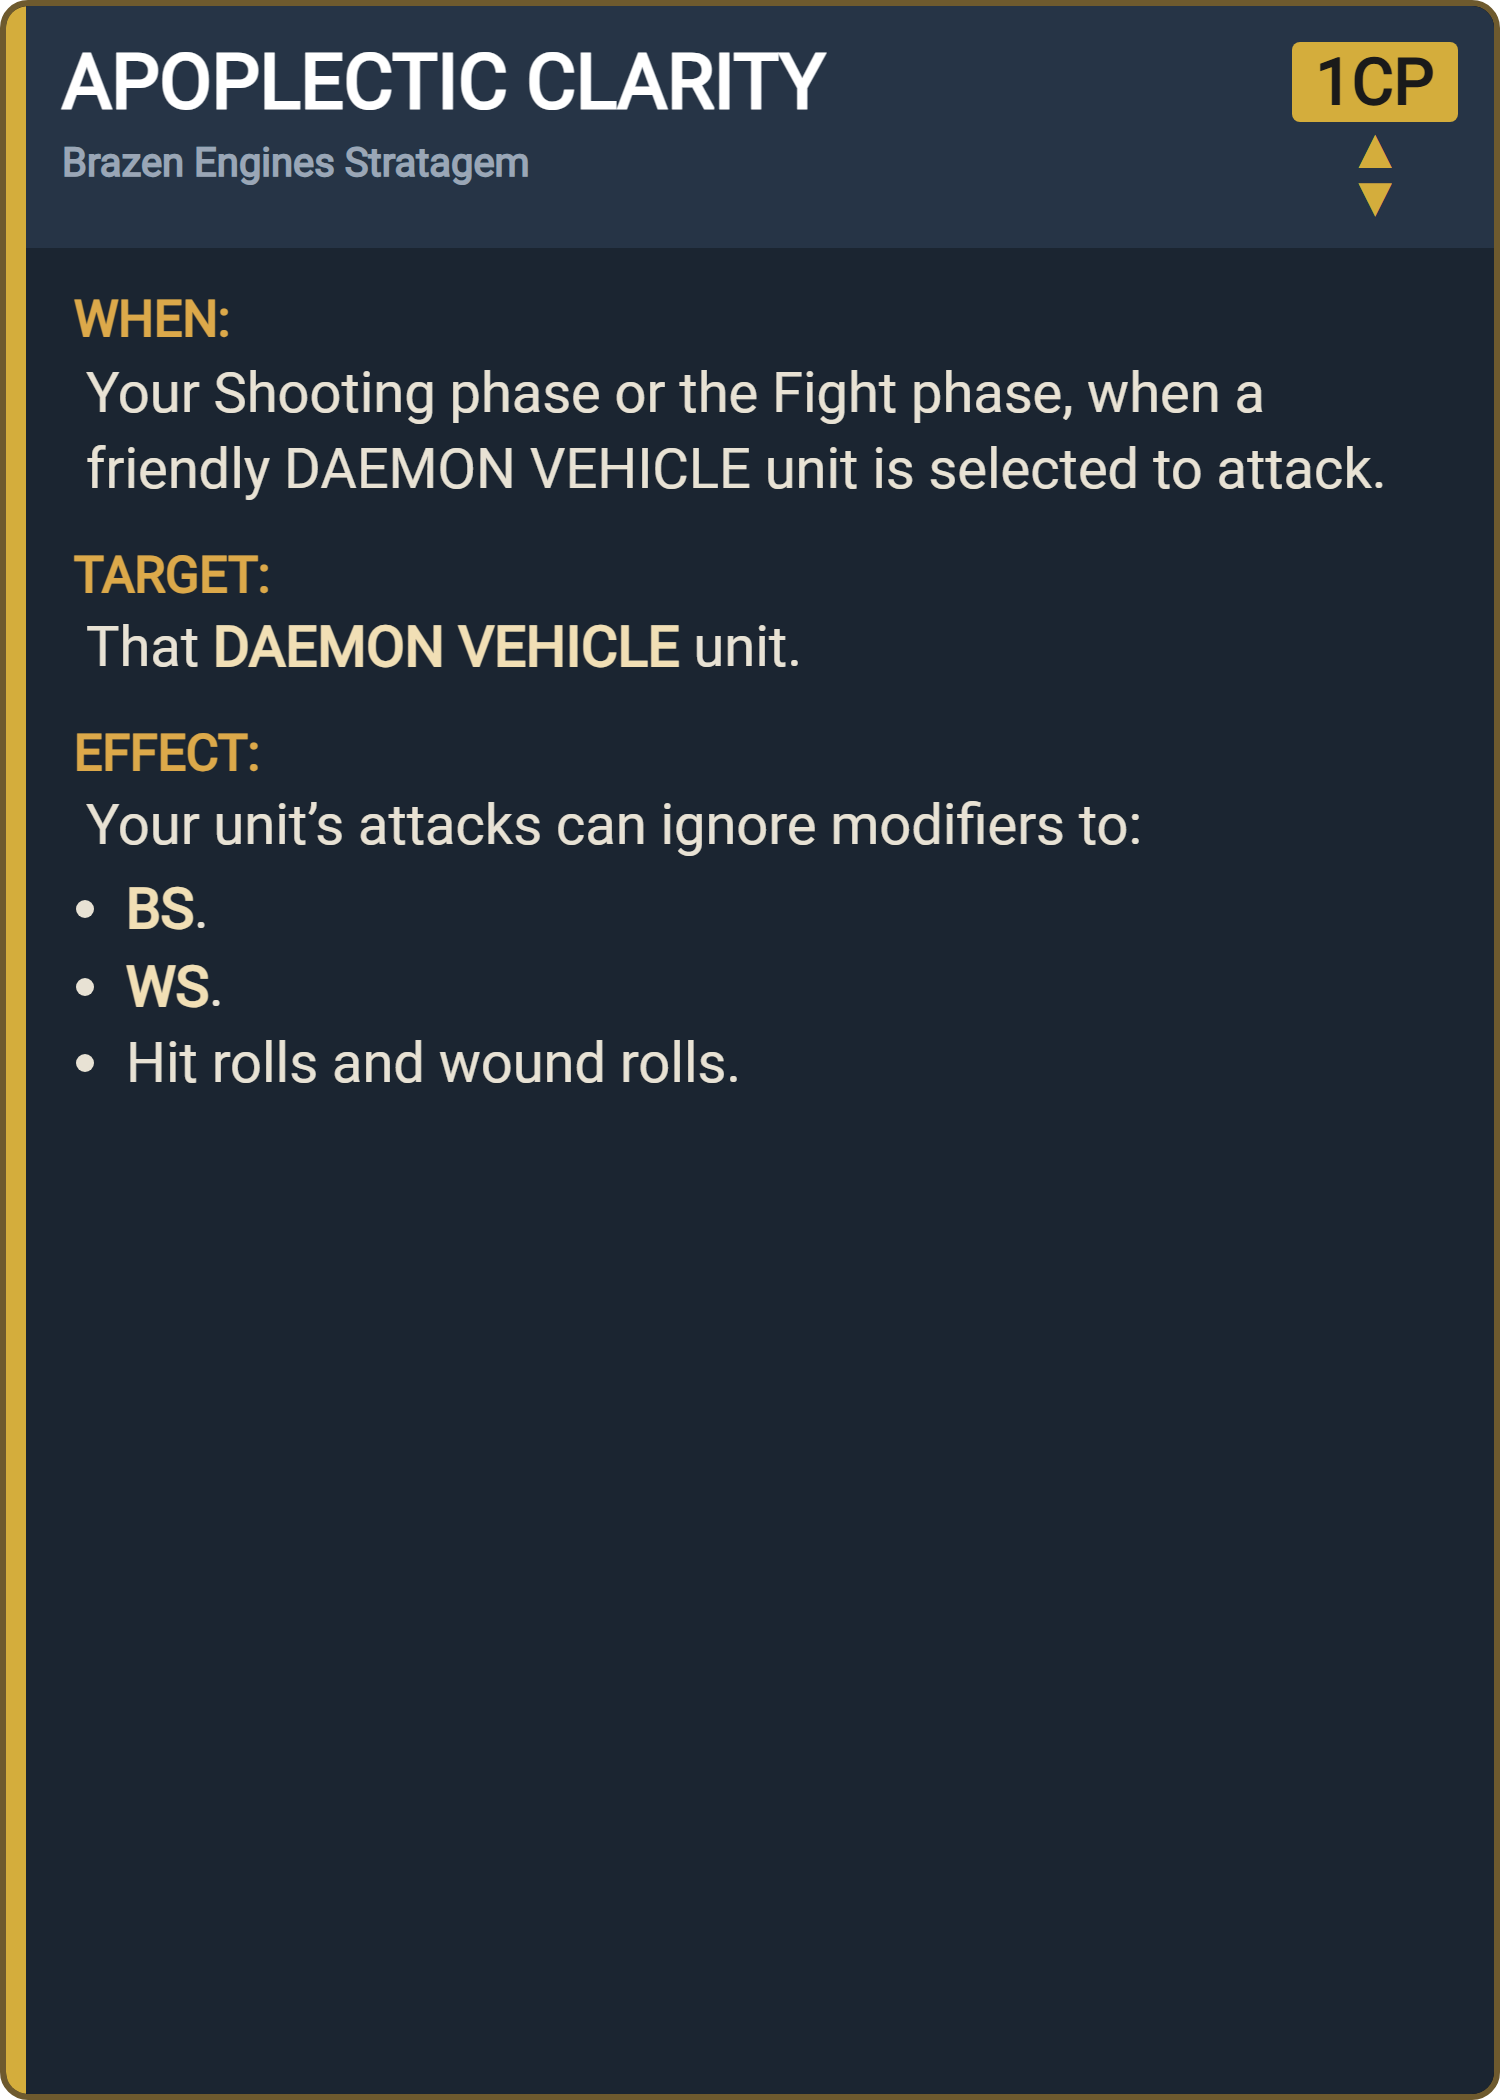 APOPLECTIC CLARITY
Brazen Engines Stratagem
1CP
▲
▼
WHEN:
Your Shooting phase or the Fight phase, when a
friendly DAEMON VEHICLE unit is selected to attack.
TARGET:
That DAEMON VEHICLE unit.
EFFECT:
Your unit’s attacks can ignore modifiers to:
• BS.
• WS.
• Hit rolls and wound rolls.